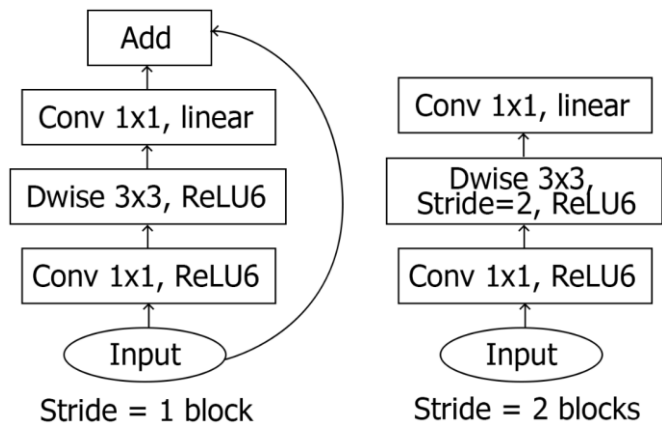 Add
Conv 1x1, linear
Dwise 3x3, ReLU6
Conv 1x1, ReLU6
Input
Stride = 1 block
Conv 1x1, linear
Dwise 3x3,
Stride=2, ReLU6
Conv 1x1, ReLU6
Input
Stride = 2 blocks